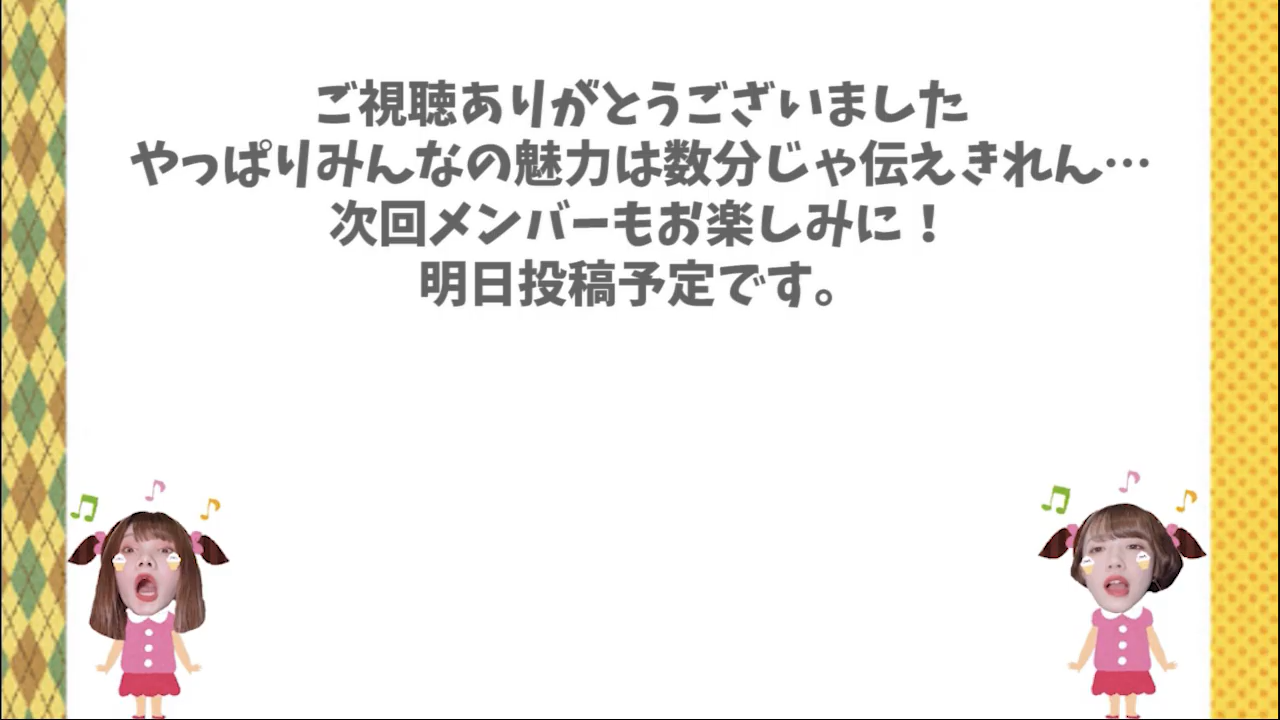 ご視聴ありがとうございました
やっぱりみんなの魅力は数分じゃ伝えきれん…
次回メンバーもお楽しみに！
明日投稿予定です。